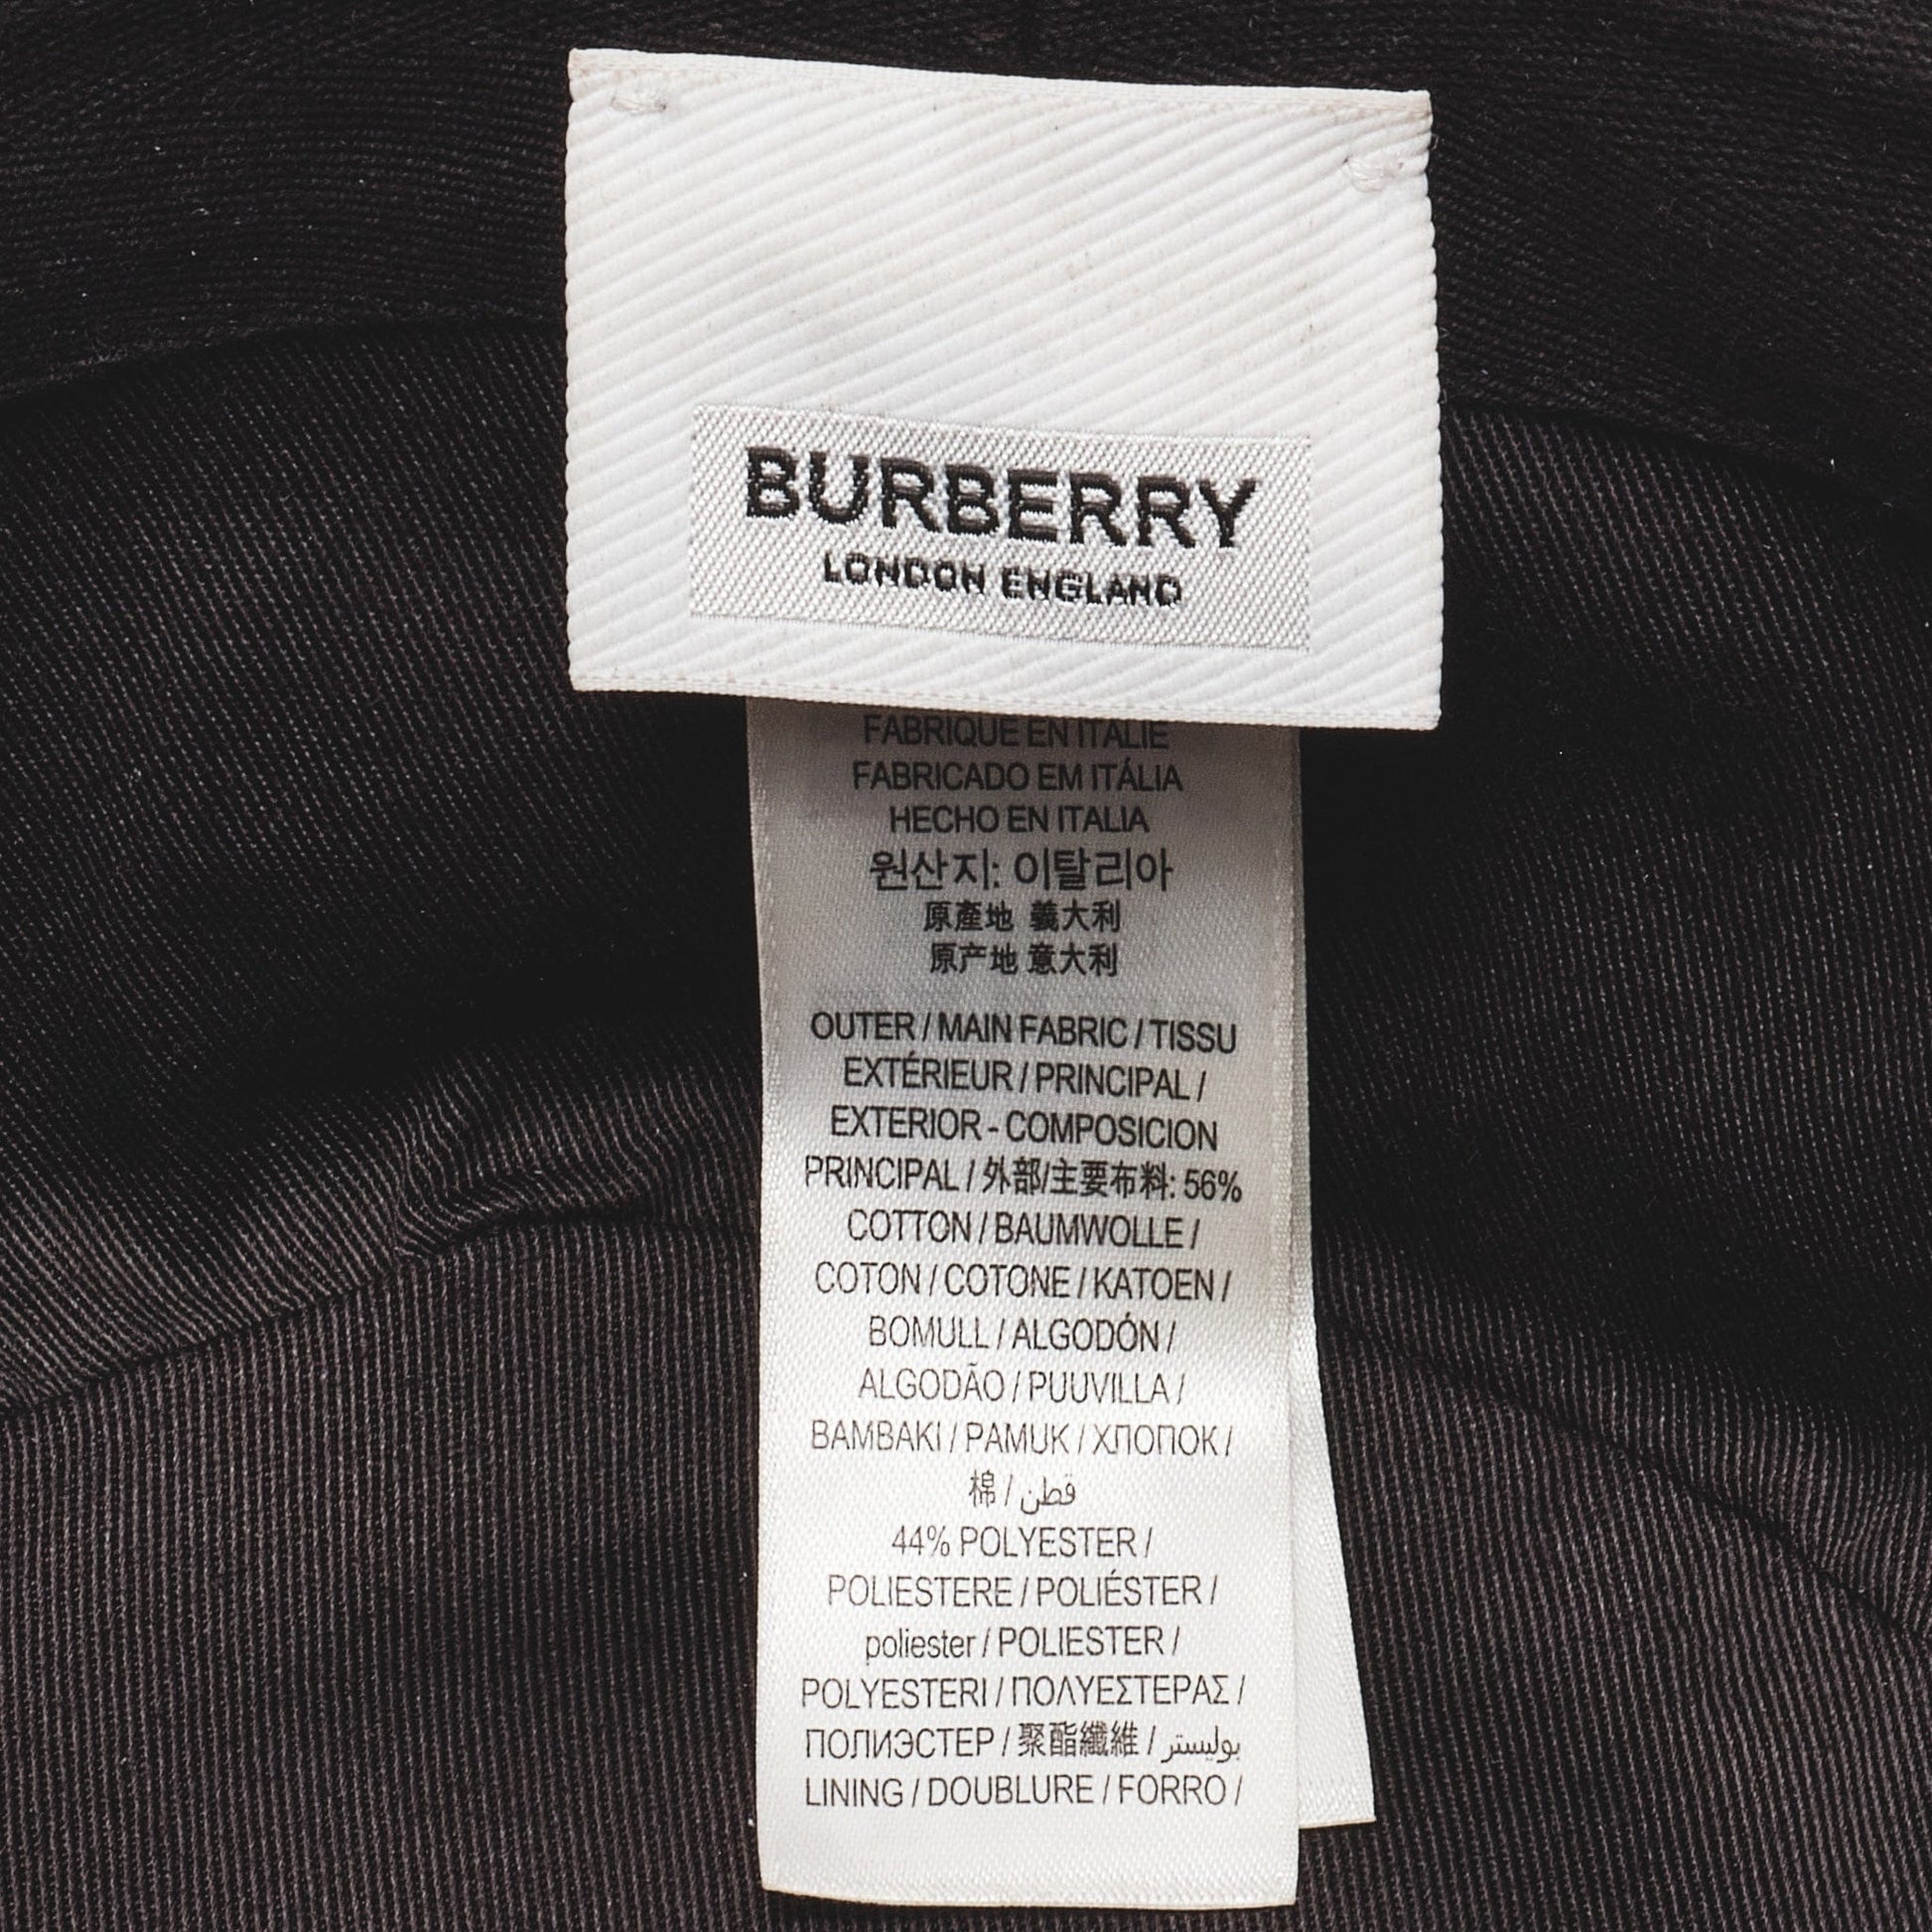 BURBERRY
LONDON ENGLAND
FABRIQUE EN ITALIE
FABRICADO EM ITÁLIA
HECHO EN ITALIA
원산지: 이탈리아
原產地 義大利
原产地 意大利
OUTER / MAIN FABRIC / TISSU
EXTÉRIEUR / PRINCIPAL /
EXTERIOR - COMPOSICION
PRINCIPAL / 外部/主要布料: 56%
COTTON / BAUMWOLLE /
COTON / COTONE / KATOEN /
BOMULL / ALGODÓN /
ALGODÃO / PUUVILLA /
BAMBAKI / PAMUK / ХЛОПОК /
棉 / قطن
44% POLYESTER /
POLIESTERE / POLIÉSTER /
poliester / POLIESTER /
POLYESTERI / ΠΟΛΥΕΣΤΕΡΑΣ /
ПОЛИЭСТЕР / 聚酯纖維 / بوليستر
LINING / DOUBLURE / FORRO /